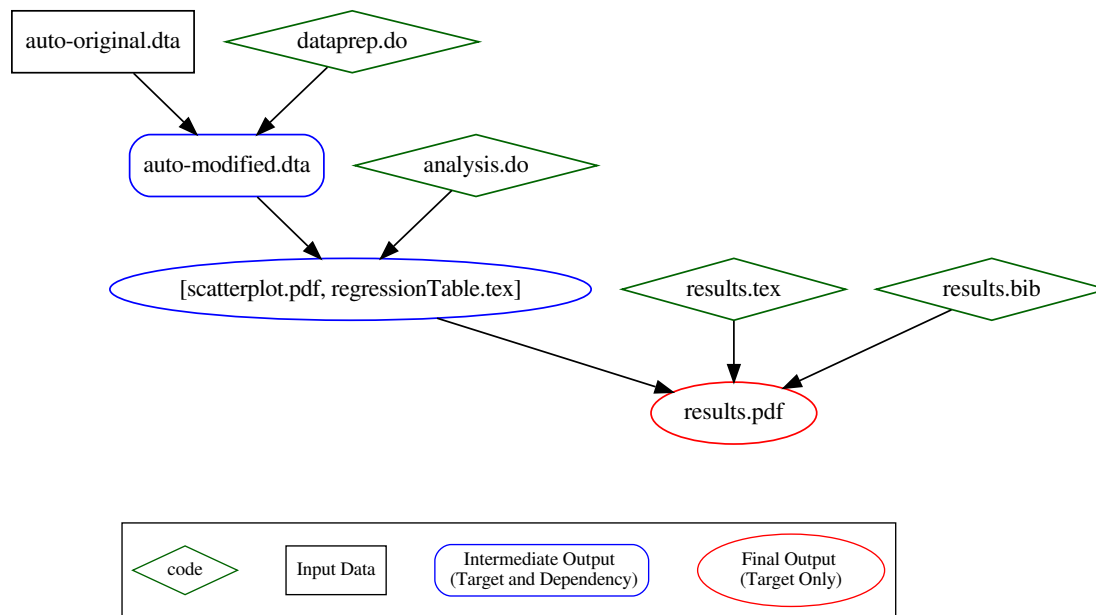 auto-original.dta
dataprep.do
auto-modified.dta
analysis.do
[scatterplot.pdf, regressionTable.tex]
results.tex
results.bib
results.pdf
code
Input Data
Intermediate Output
(Target and Dependency)
Final Output
(Target Only)